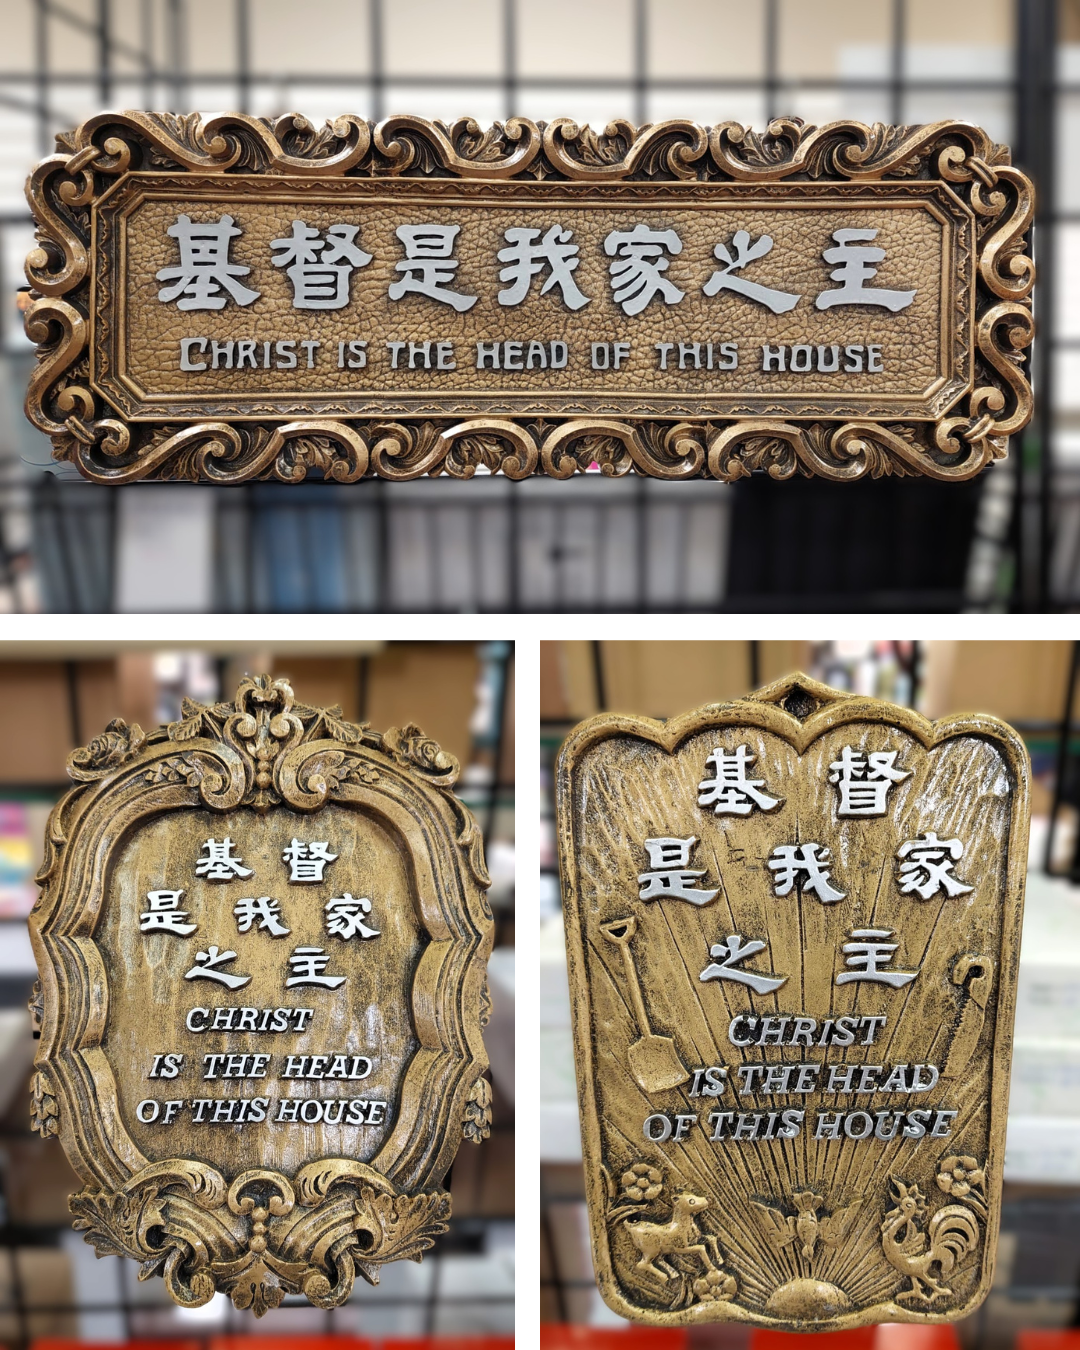 基督是我家之主
CHRIST IS THE HEAD OF THIS HOUSE
基督
是我家
之主
CHRIST
IS THE HEAD
OF THIS HOUSE
基督
是我家
之主
CHRIST
IS THE HEAD
OF THIS HOUSE